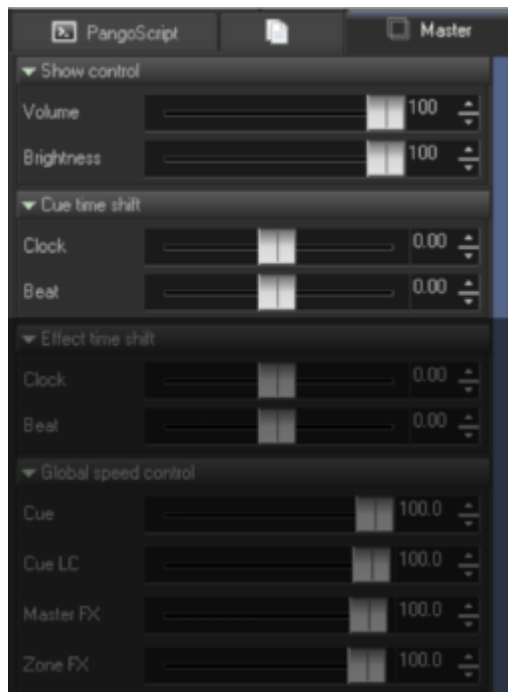 PangoScript
Master
Show control
Volume 100
Brightness 100
Cue time shift
Clock 0.00
Beat 0.00
Effect time shift
Clock 0.00
Beat 0.00
Global speed control
Cue 100.0
Cue LC 100.0
Master FX 100.0
Zone FX 100.0